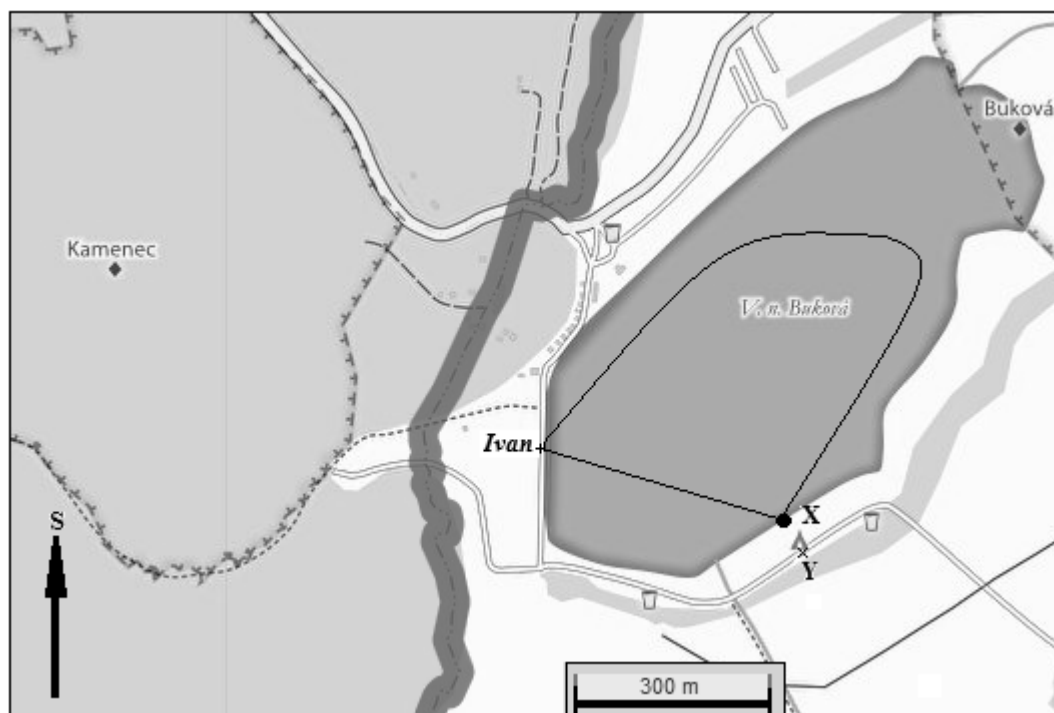 Buková
Kamenec
V. n. Buková
Ivan
X
S
Y
300 m